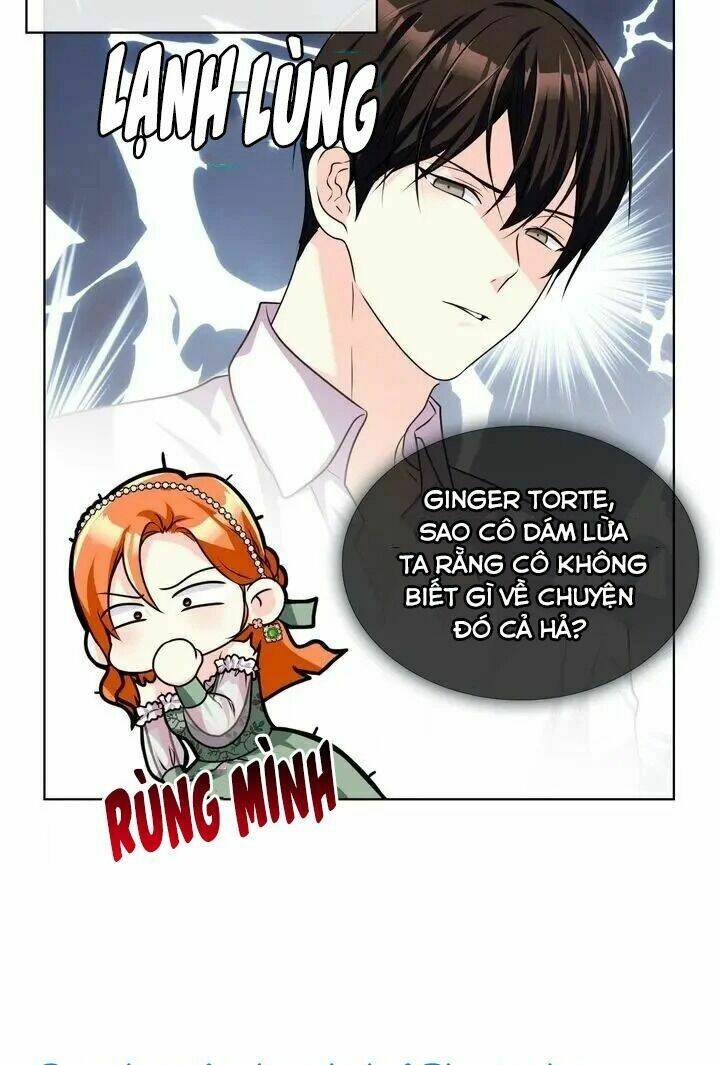 LẠNH LÙNG
GINGER TORTE,
SAO CÔ DÁM LỪA
TA RẰNG CÔ KHÔNG
BIẾT GÌ VỀ CHUYỆN
ĐÓ CẢ HẢ?
RÙNG MÌNH